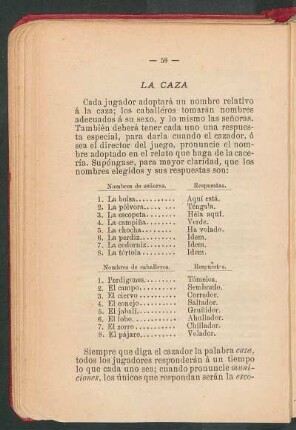 — 58 —
LA CAZA
Cada jugador adoptará un nombre relativo
á la caza; los caballeros tomarán nombres
adecuados á su sexo, y lo mismo las señoras.
También deberá tener cada uno una respues-
ta especial, para darla cuando el cazador, ó
sea el director del juego, pronuncie el nom-
bre adoptado en el relato que haga de la cace-
ría. Supóngase, para mayor claridad, que los
nombres elegidos y sus respuestas son:
Nombres de señoras. Respuestas.
1. La bolsa.......... Aquí está.
2. La pólvora........ Téngola.
3. La escopeta....... Héla aquí.
4. La campiña........ Verde.
5. La chocha......... Ha volado.
6. La perdiz......... Idem.
7. La codorniz....... Idem.
8. La tórtola........ Idem.
Nombres de caballeros. Respuestas.
1. Perdigones........ Tómelos.
2. El campo.......... Sembrado.
3. El ciervo......... Corredor.
4. El conejo......... Saltador.
5. El jabalí......... Gruñidor.
6. El lobo........... Ahullador.
7. El zorro.......... Chillador.
8. El pájaro......... Volador.
Siempre que diga el cazador la palabra caza,
todos los jugadores responderán á un tiempo
lo que cada uno sea; cuando pronuncie muni-
ciones, los únicos que respondan serán la esco-